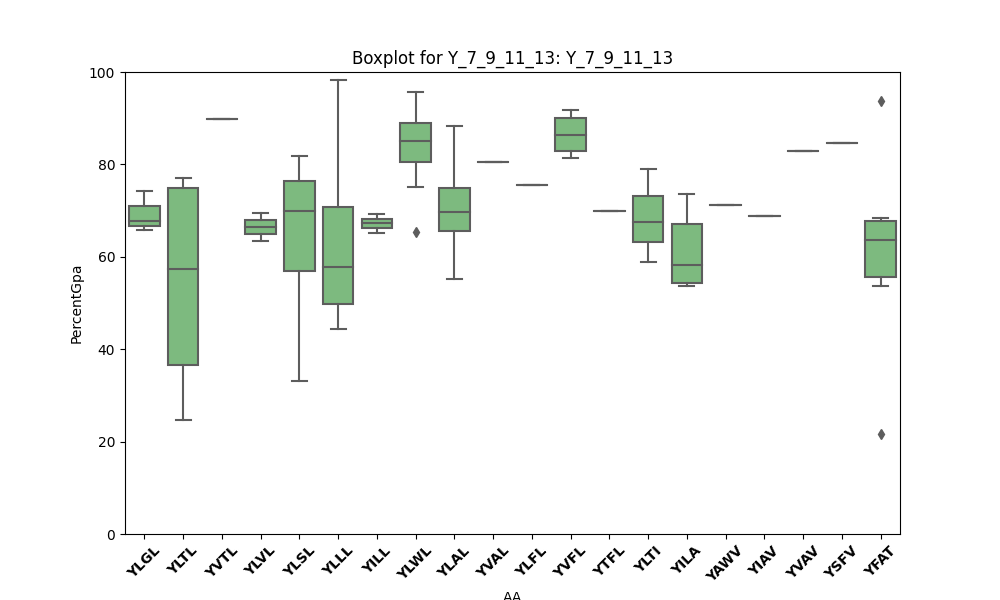 Boxplot for Y_7_9_11_13: Y_7_9_11_13
100
80
60
40
20
0
PercentGpa
YLGL
YLTL
YVTL
YLVL
YLSL
YLLL
YILL
YLWL
YLAL
YVAL
YLFL
YVFL
YTFL
YLTI
YILA
YAWV
YIAV
YVAV
YSFV
YFAT
AA